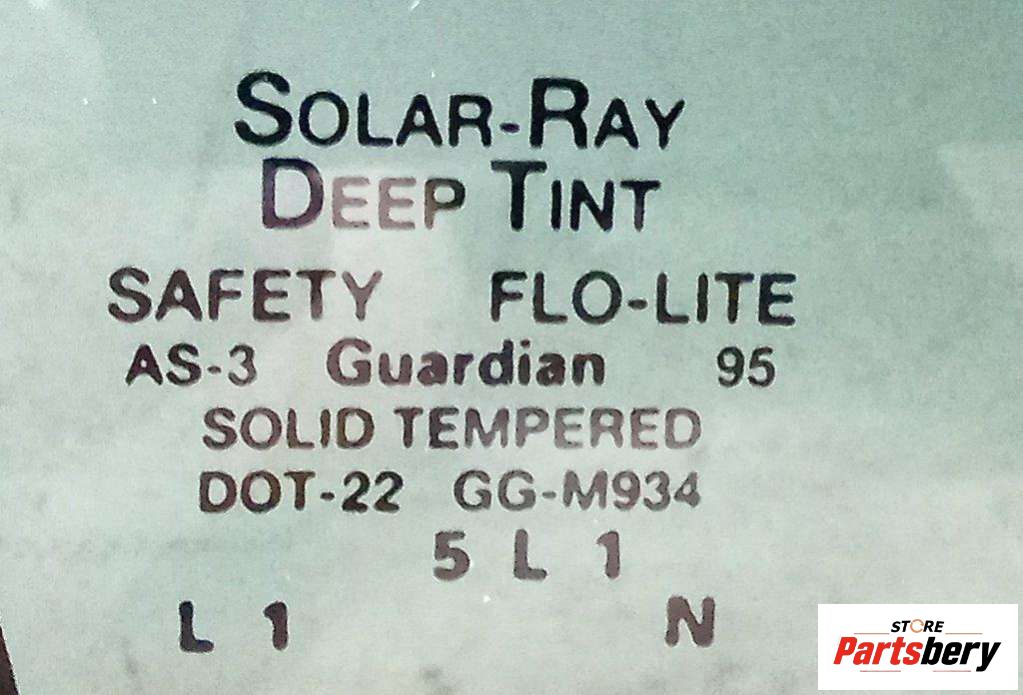 SOLAR-RAY
DEEP TINT
SAFETY FLO-LITE
AS-3 Guardian 95
SOLID TEMPERED
DOT-22 GG-M934
5 L 1
L 1 N
STORE
Partsbery